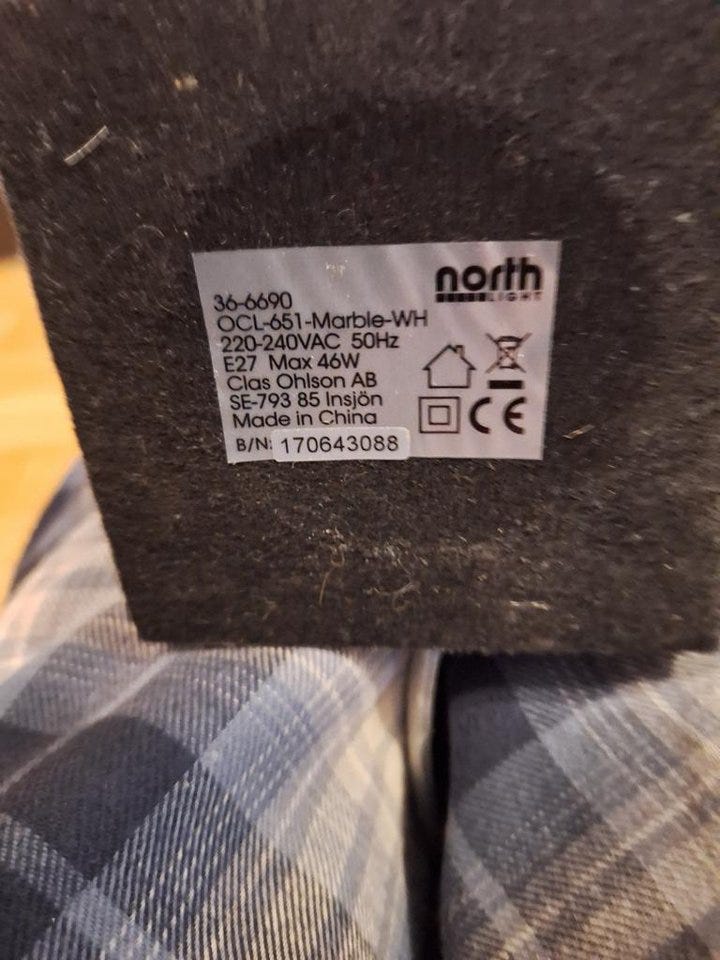 north
LIGHT
36-6690
OCL-651-Marble-WH
220-240VAC 50Hz
E27 Max 46W
Clas Ohlson AB
SE-793 85 Insjön
Made in China
B/N: 170643088
CE